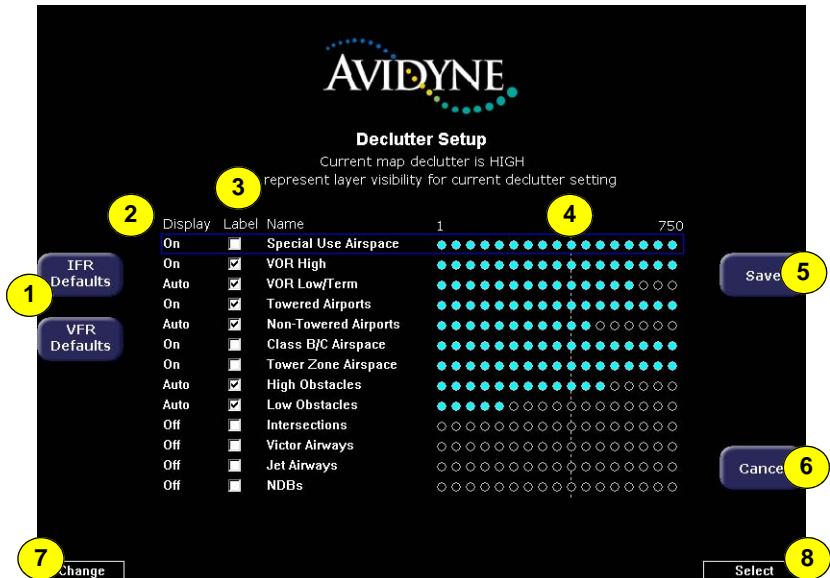 AVIDYNE
Declutter Setup
Current map declutter is HIGH
represent layer visibility for current declutter setting
3
2
4
Display Label Name 1 750
On Special Use Airspace
On VOR High
Auto VOR Low/Term
On Towered Airports
Auto Non-Towered Airports
On Class B/C Airspace
On Tower Zone Airspace
Auto High Obstacles
Auto Low Obstacles
Off Intersections
Off Victor Airways
Off Jet Airways
Off NDBs
IFR
Defaults
1
VFR
Defaults
Save
5
Cance
6
7
Change
Select
8